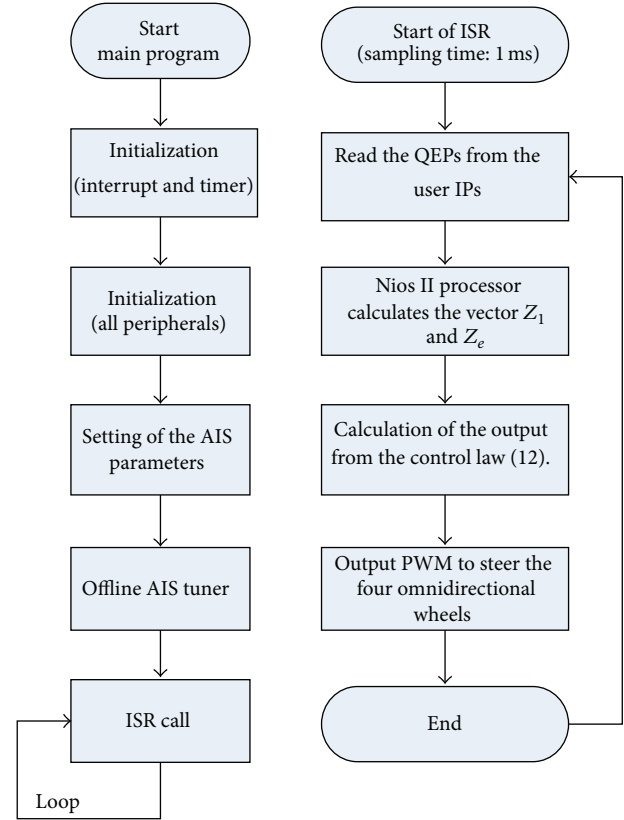 Start
main program
Initialization
(interrupt and timer)
Initialization
(all peripherals)
Setting of the AIS
parameters
Offline AIS tuner
ISR call
Loop
Start of ISR
(sampling time: 1 ms)
Read the QEPs from the
user IPs
Nios II processor
calculates the vector Z₁
and Zₑ
Calculation of the output
from the control law (12).
Output PWM to steer the
four omnidirectional
wheels
End